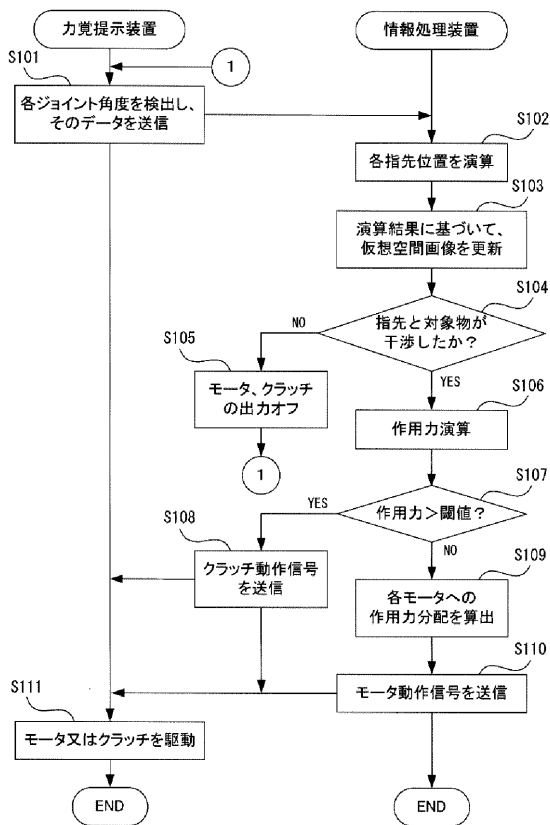 力覚提示装置
情報処理装置
S101
1
各ジョイント角度を検出し、
そのデータを送信
S102
各指先位置を演算
S103
演算結果に基づいて、
仮想空間画像を更新
S104
指先と対象物が
干渉したか？
NO
YES
S105
モータ、クラッチ
の出力オフ
1
S106
作用力演算
S107
作用力＞閾値？
YES
NO
S108
クラッチ動作信号
を送信
S109
各モータへの
作用力分配を算出
S110
モータ動作信号を送信
S111
モータ又はクラッチを駆動
END
END